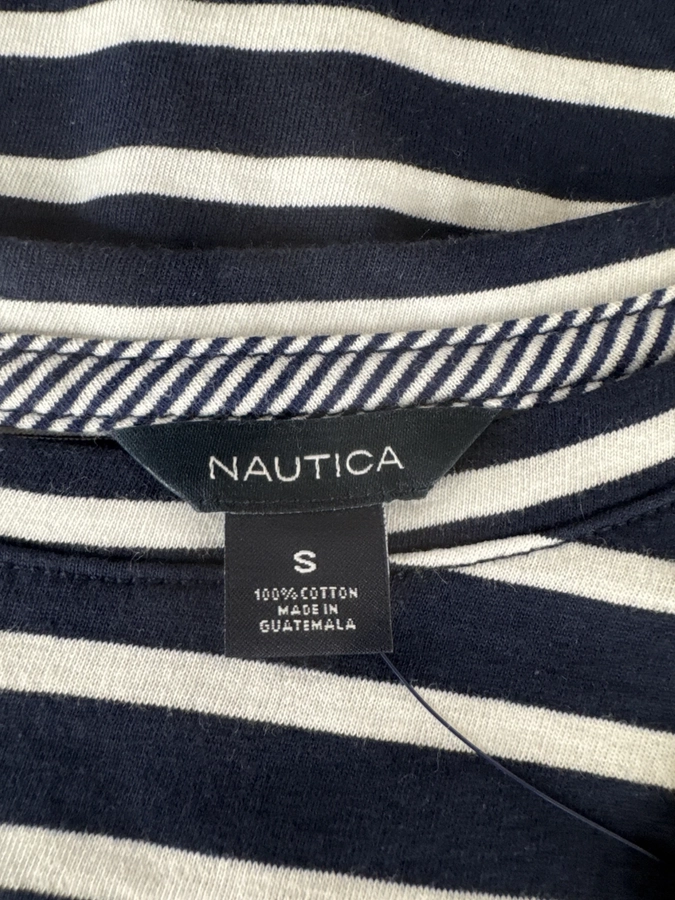 NAUTICA
S
100% COTTON
MADE IN
GUATEMALA